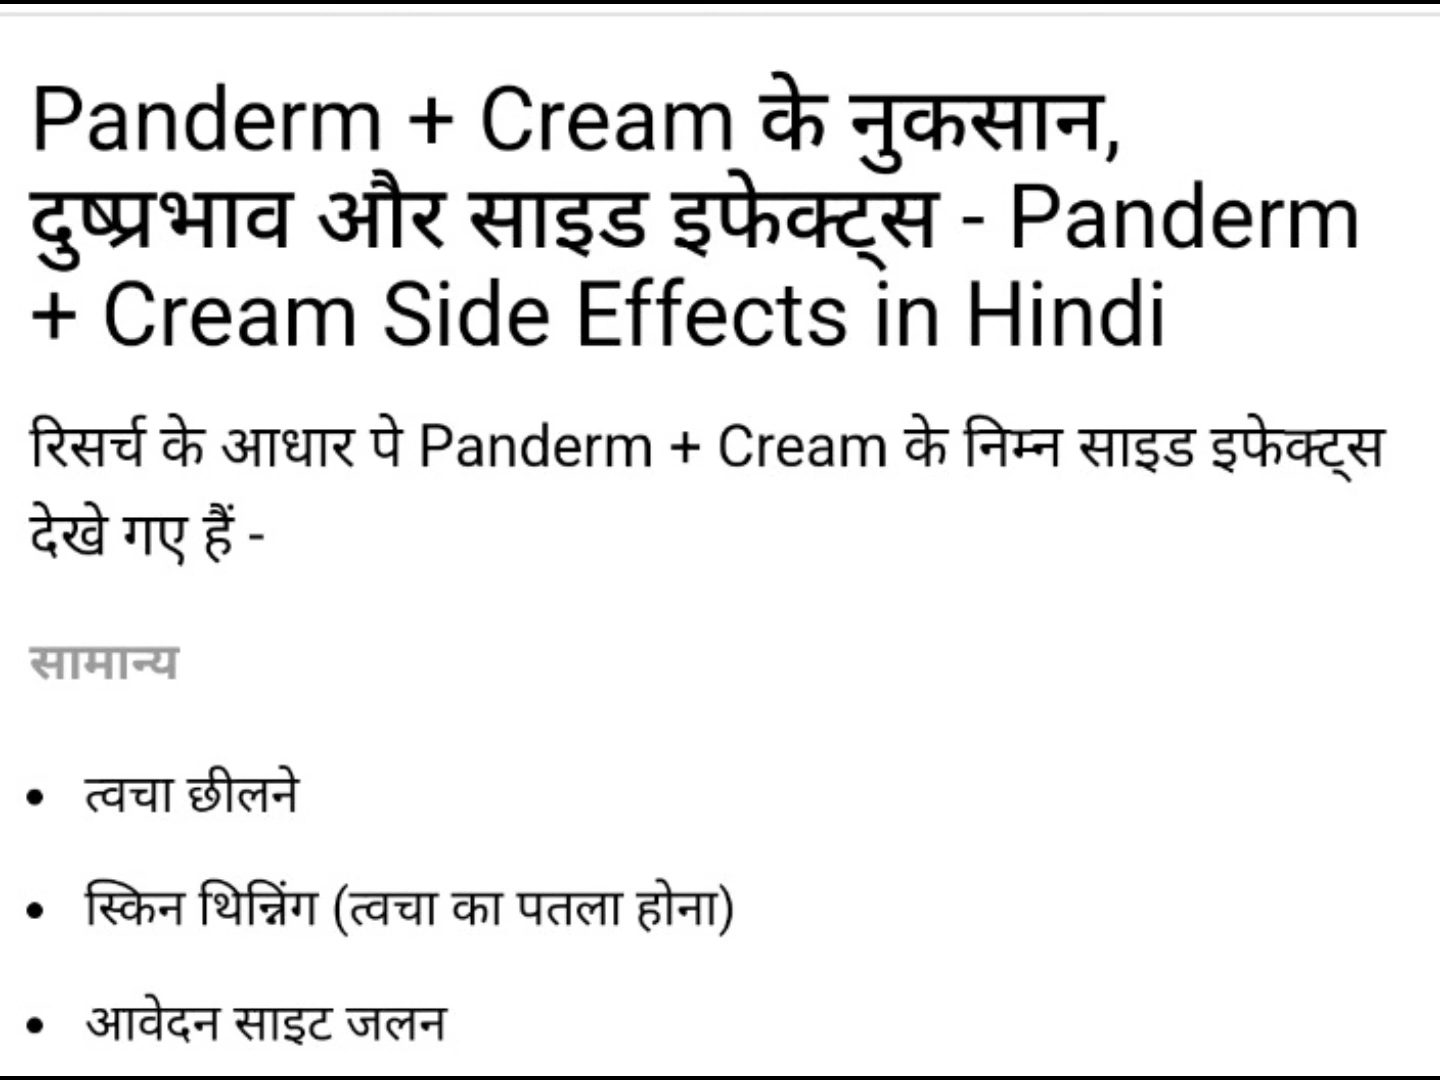 Panderm + Cream के नुकसान,
दुष्प्रभाव और साइड इफेक्ट्स - Panderm
+ Cream Side Effects in Hindi
रिसर्च के आधार पे Panderm + Cream के निम्न साइड इफेक्ट्स
देखे गए हैं -
सामान्य
• त्वचा छीलने
• स्किन थिन्निंग (त्वचा का पतला होना)
• आवेदन साइट जलन